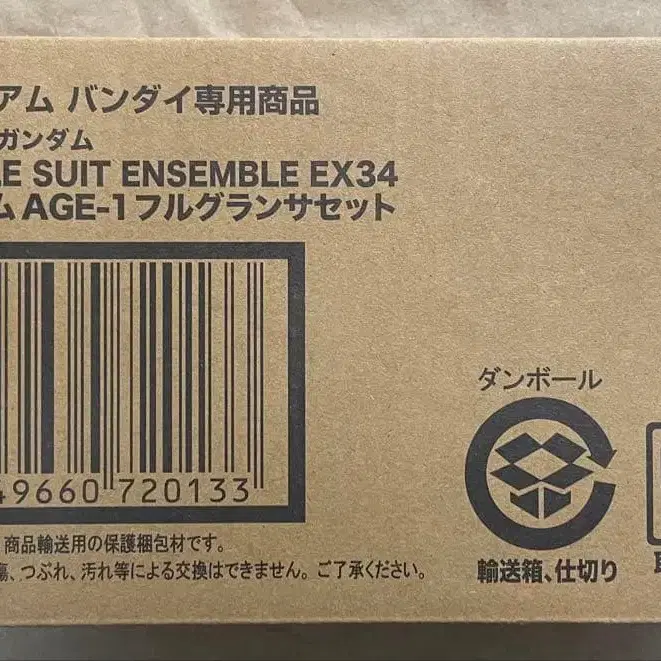 アム バンダイ専用商品
ガンダム
LE SUIT ENSEMBLE EX34
ム AGE-1フルグランサセット
49660 720133
商品輸送用の保護梱包材です。
傷、つぶれ、汚れ等による交換はできません。ご了承ください。
ダンボール
輸送箱、仕切り